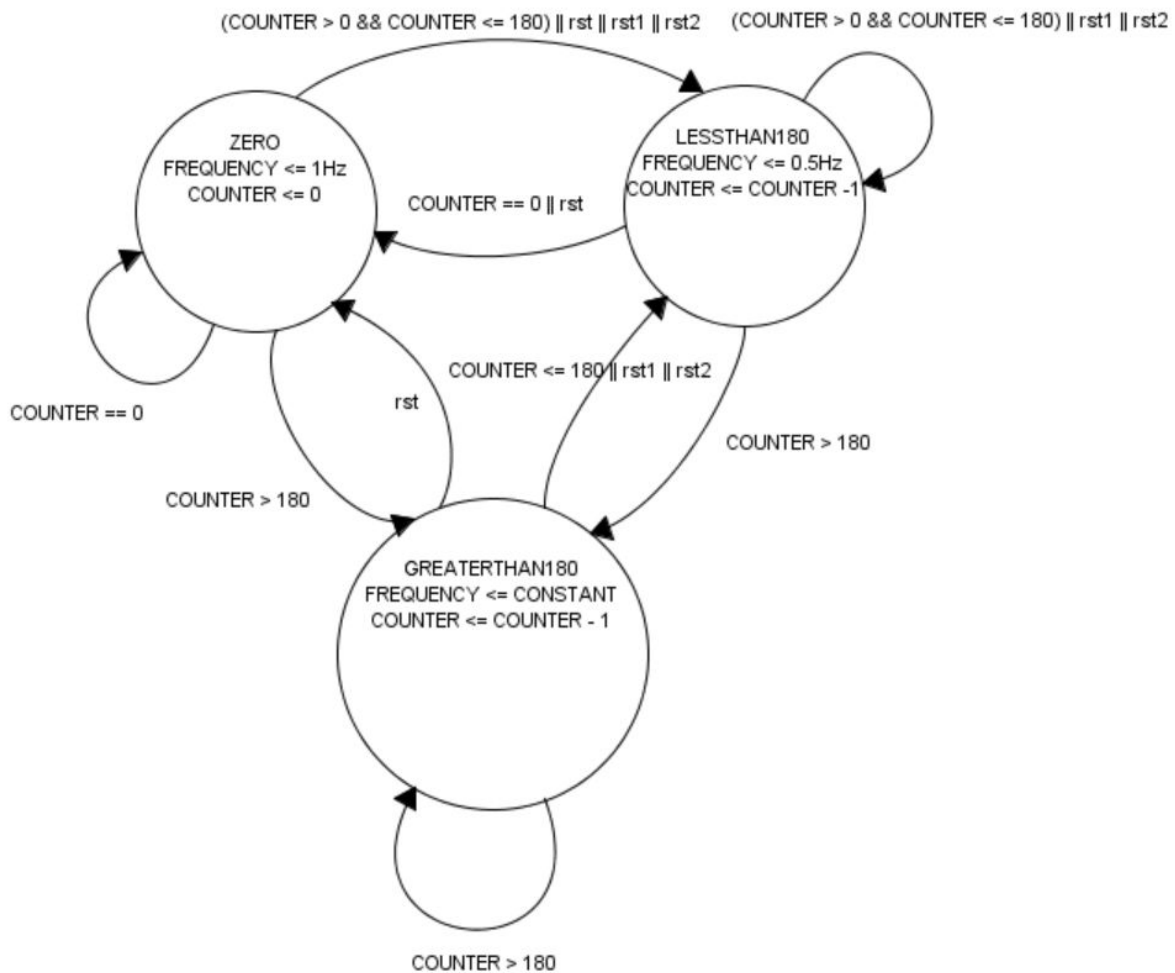 (COUNTER > 0 && COUNTER <= 180) || rst || rst1 || rst2
(COUNTER > 0 && COUNTER <= 180) || rst1 || rst2
ZERO
FREQUENCY <= 1Hz
COUNTER <= 0
LESSTHAN180
FREQUENCY <= 0.5Hz
COUNTER <= COUNTER -1
COUNTER == 0 || rst
COUNTER <= 180 || rst1 || rst2
rst
COUNTER == 0
COUNTER > 180
COUNTER > 180
GREATERTHAN180
FREQUENCY <= CONSTANT
COUNTER <= COUNTER - 1
COUNTER > 180